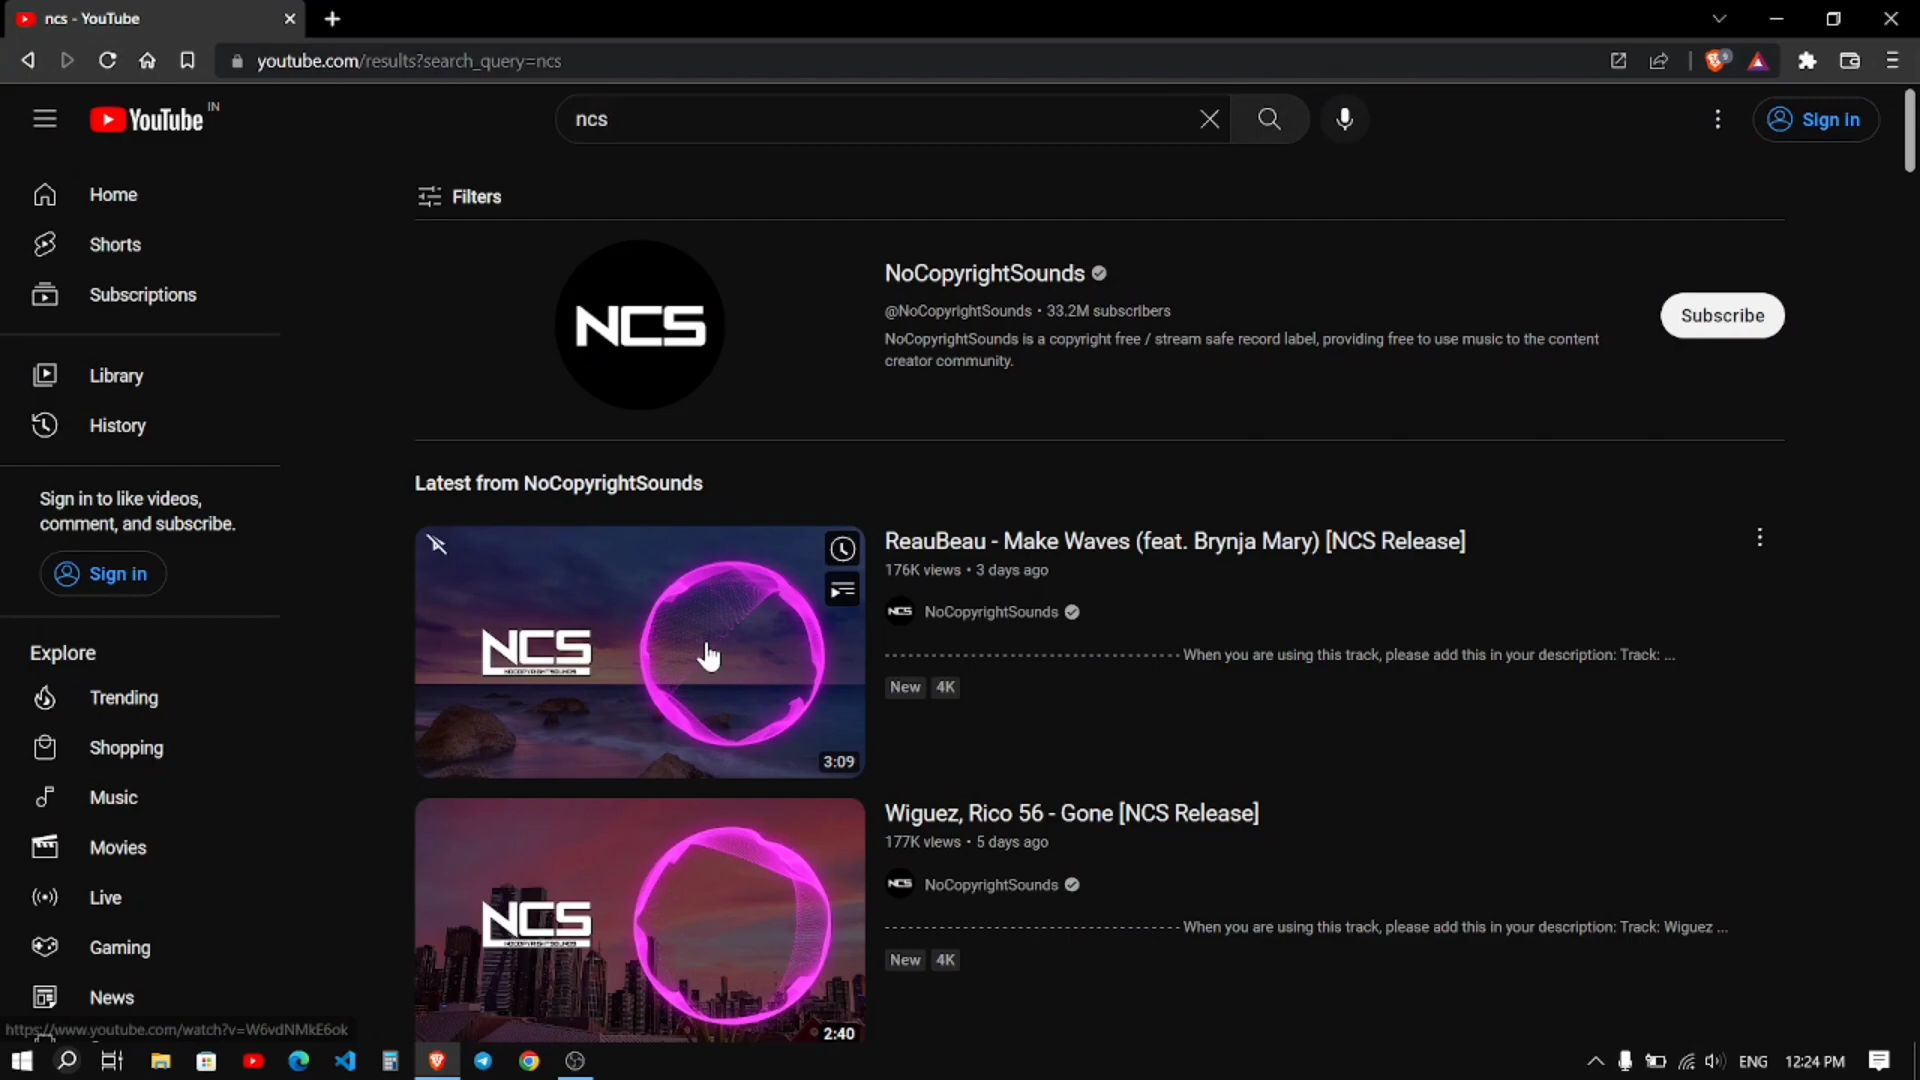 ncs - YouTube
youtube.com/results?search_query=ncs
9
YouTube IN
ncs
Sign in
Home
Shorts
Subscriptions
Library
History
Sign in to like videos,
comment, and subscribe.
Sign in
Explore
Trending
Shopping
Music
Movies
Live
Gaming
News
Filters
NCS
NoCopyrightSounds
@NoCopyrightSounds • 33.2M subscribers
NoCopyrightSounds is a copyright free / stream safe record label, providing free to use music to the content
creator community.
Subscribe
Latest from NoCopyrightSounds
NCS
NOCOPYRIGHTSOUNDS
3:09
ReauBeau - Make Waves (feat. Brynja Mary) [NCS Release]
176K views • 3 days ago
NCS NoCopyrightSounds
---------------------------------- When you are using this track, please add this in your description: Track: ...
New 4K
NCS
NOCOPYRIGHTSOUNDS
2:40
Wiguez, Rico 56 - Gone [NCS Release]
177K views • 5 days ago
NCS NoCopyrightSounds
---------------------------------- When you are using this track, please add this in your description: Track: Wiguez ...
New 4K
https://www.youtube.com/watch?v=W6vdNMkE6ok
ENG 12:24 PM